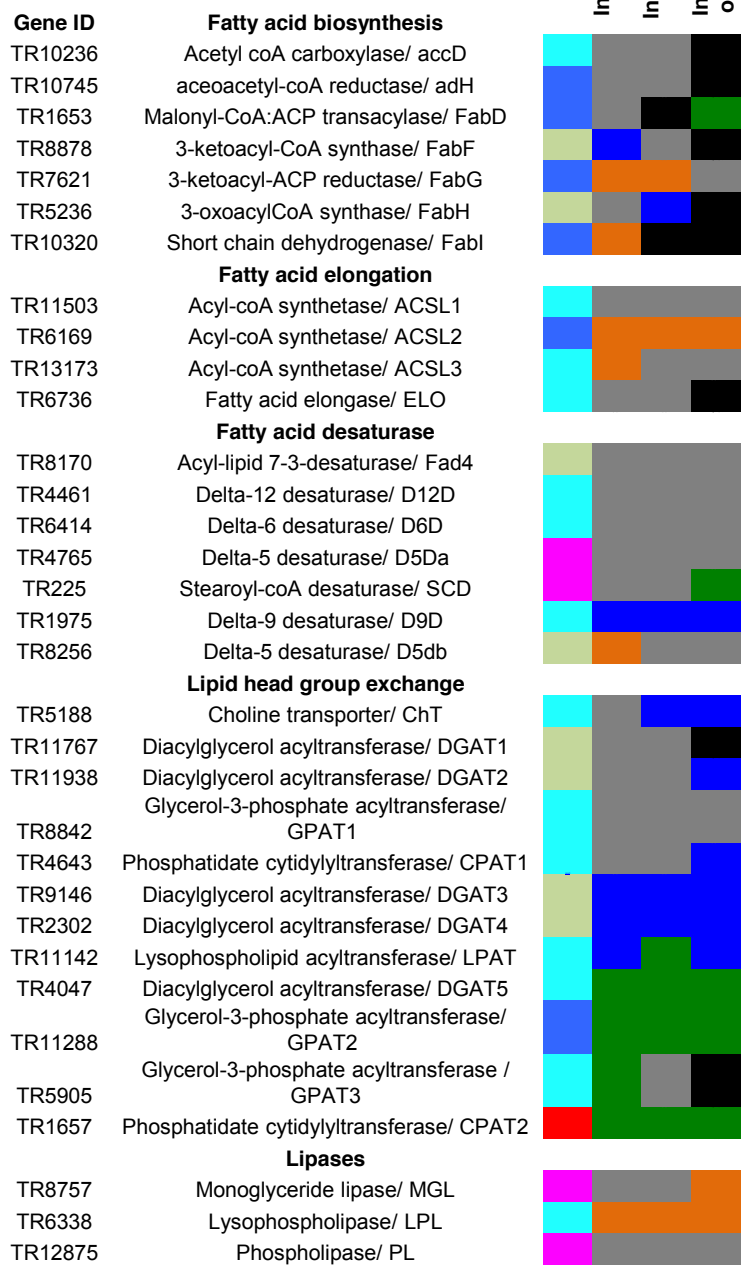 In
In
In
o
Gene ID Fatty acid biosynthesis
TR10236 Acetyl coA carboxylase/ accD
TR10745 aceoacetyl-coA reductase/ adH
TR1653 Malonyl-CoA:ACP transacylase/ FabD
TR8878 3-ketoacyl-CoA synthase/ FabF
TR7621 3-ketoacyl-ACP reductase/ FabG
TR5236 3-oxoacylCoA synthase/ FabH
TR10320 Short chain dehydrogenase/ FabI
Fatty acid elongation
TR11503 Acyl-coA synthetase/ ACSL1
TR6169 Acyl-coA synthetase/ ACSL2
TR13173 Acyl-coA synthetase/ ACSL3
TR6736 Fatty acid elongase/ ELO
Fatty acid desaturase
TR8170 Acyl-lipid 7-3-desaturase/ Fad4
TR4461 Delta-12 desaturase/ D12D
TR6414 Delta-6 desaturase/ D6D
TR4765 Delta-5 desaturase/ D5Da
TR225 Stearoyl-coA desaturase/ SCD
TR1975 Delta-9 desaturase/ D9D
TR8256 Delta-5 desaturase/ D5db
Lipid head group exchange
TR5188 Choline transporter/ ChT
TR11767 Diacylglycerol acyltransferase/ DGAT1
TR11938 Diacylglycerol acyltransferase/ DGAT2
Glycerol-3-phosphate acyltransferase/
TR8842 GPAT1
TR4643 Phosphatidate cytidylyltransferase/ CPAT1
TR9146 Diacylglycerol acyltransferase/ DGAT3
TR2302 Diacylglycerol acyltransferase/ DGAT4
TR11142 Lysophospholipid acyltransferase/ LPAT
TR4047 Diacylglycerol acyltransferase/ DGAT5
Glycerol-3-phosphate acyltransferase/
TR11288 GPAT2
Glycerol-3-phosphate acyltransferase /
TR5905 GPAT3
TR1657 Phosphatidate cytidylyltransferase/ CPAT2
Lipases
TR8757 Monoglyceride lipase/ MGL
TR6338 Lysophospholipase/ LPL
TR12875 Phospholipase/ PL